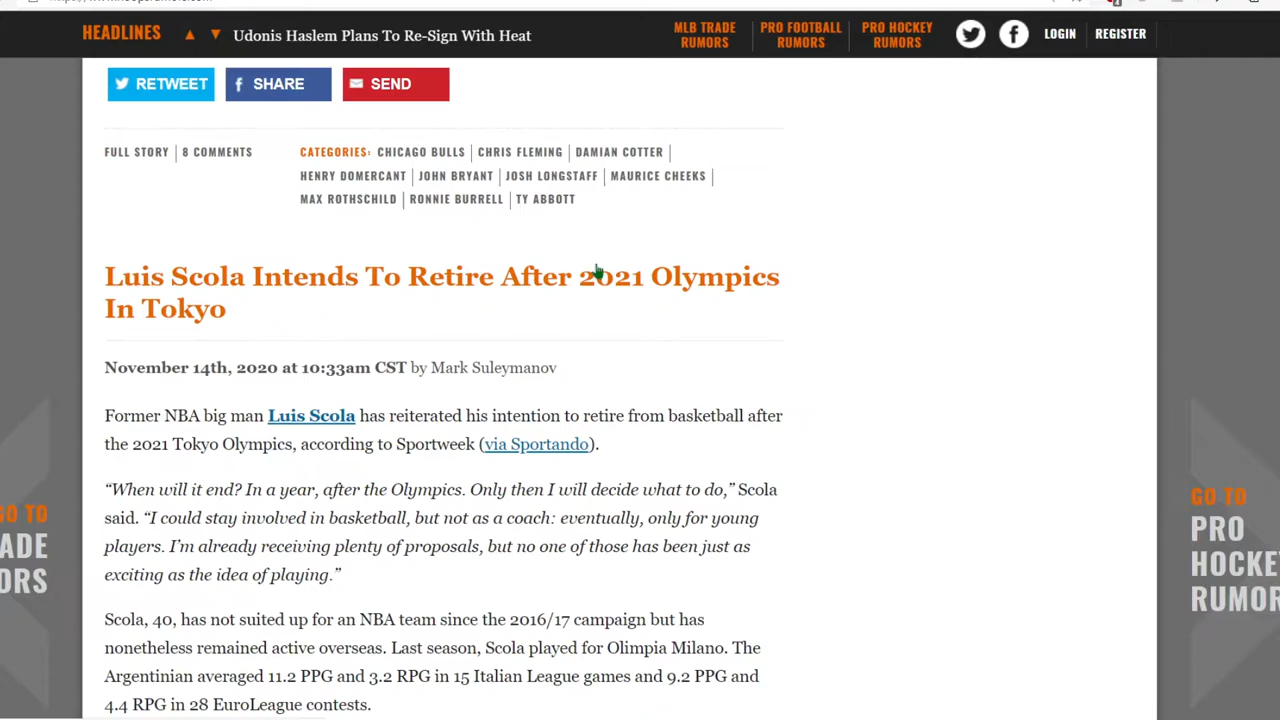 HEADLINES Udonis Haslem Plans To Re-Sign With Heat
MLB TRADE RUMORS
PRO FOOTBALL RUMORS
PRO HOCKEY RUMORS
LOGIN REGISTER
RETWEET SHARE SEND
FULL STORY 8 COMMENTS
CATEGORIES: CHICAGO BULLS CHRIS FLEMING DAMIAN COTTER
HENRY DOMERCANT JOHN BRYANT JOSH LONGSTAFF MAURICE CHEEKS
MAX ROTHSCHILD RONNIE BURRELL TY ABBOTT
Luis Scola Intends To Retire After 2021 Olympics
In Tokyo
November 14th, 2020 at 10:33am CST by Mark Suleymanov
Former NBA big man Luis Scola has reiterated his intention to retire from basketball after
the 2021 Tokyo Olympics, according to Sportweek (via Sportando).
“When will it end? In a year, after the Olympics. Only then I will decide what to do,” Scola
said. “I could stay involved in basketball, but not as a coach: eventually, only for young
players. I’m already receiving plenty of proposals, but no one of those has been just as
exciting as the idea of playing.”
Scola, 40, has not suited up for an NBA team since the 2016/17 campaign but has
nonetheless remained active overseas. Last season, Scola played for Olimpia Milano. The
Argentinian averaged 11.2 PPG and 3.2 RPG in 15 Italian League games and 9.2 PPG and
4.4 RPG in 28 EuroLeague contests.
GO TO
ADE
ORS
GO TO
PRO
HOCKE
RUMOR